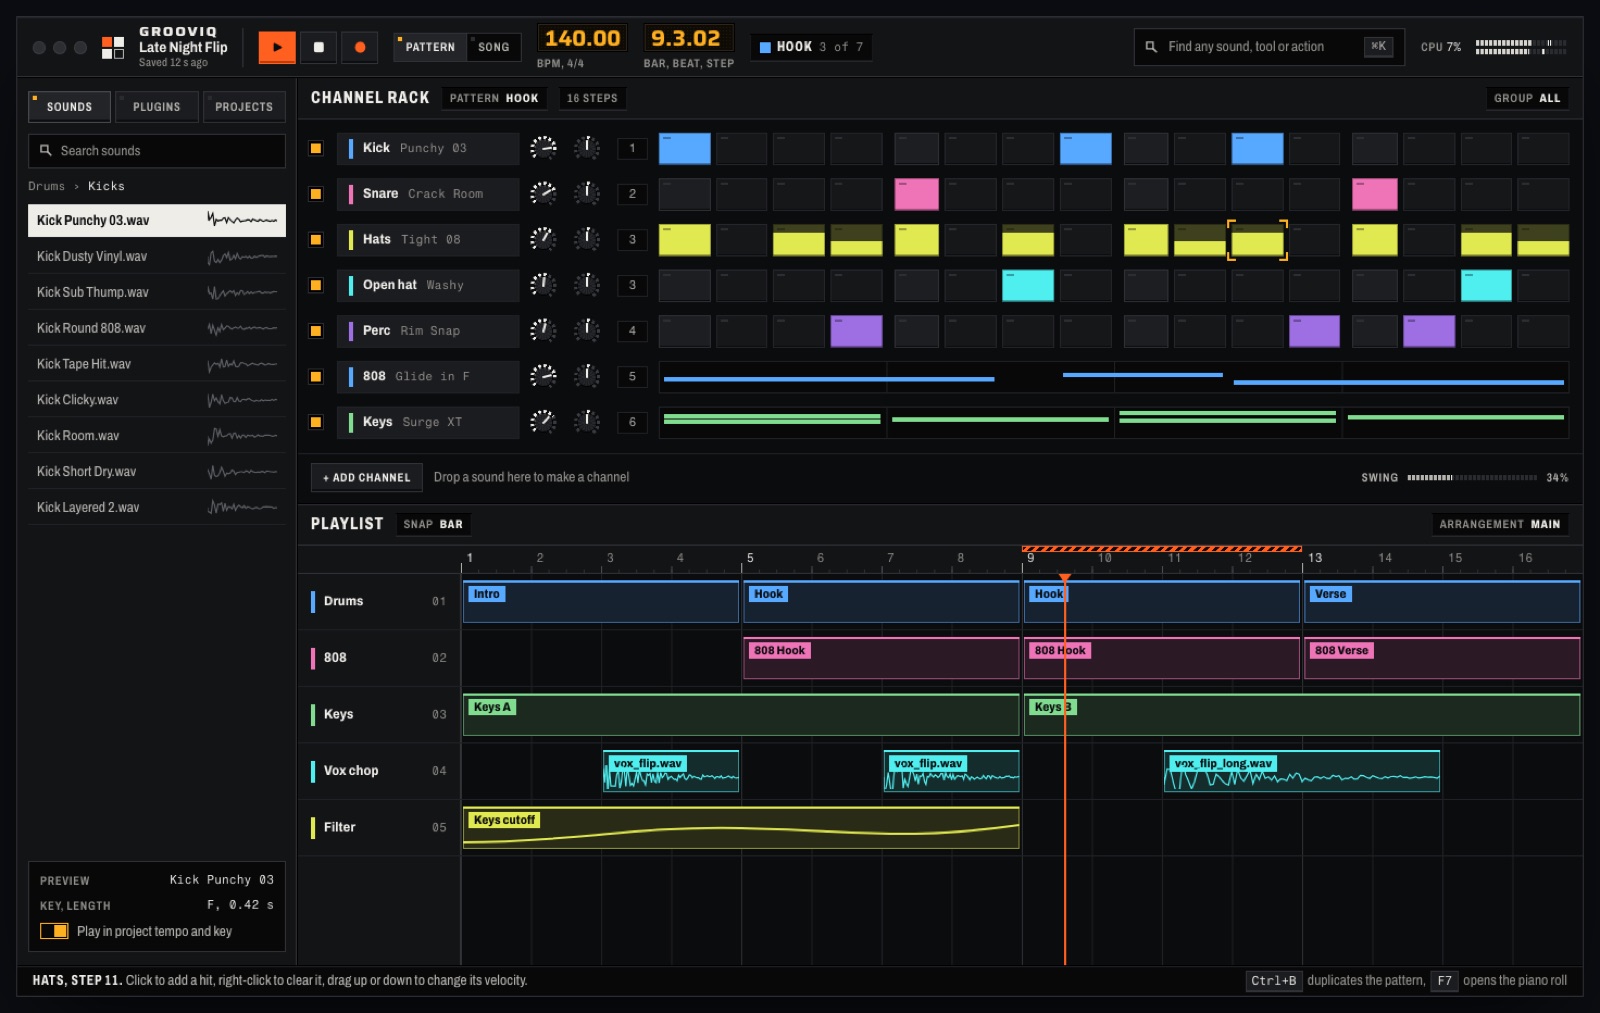 GROOVIQ
Late Night Flip
Saved 12 s ago
PATTERN SONG
140.00
BPM, 4/4
9.3.02
BAR, BEAT, STEP
HOOK 3 of 7
Find any sound, tool or action ⌘K
CPU 7%
SOUNDS PLUGINS PROJECTS
Search sounds
Drums › Kicks
Kick Punchy 03.wav
Kick Dusty Vinyl.wav
Kick Sub Thump.wav
Kick Round 808.wav
Kick Tape Hit.wav
Kick Clicky.wav
Kick Room.wav
Kick Short Dry.wav
Kick Layered 2.wav
PREVIEW Kick Punchy 03
KEY, LENGTH F, 0.42 s
Play in project tempo and key
CHANNEL RACK PATTERN HOOK 16 STEPS GROUP ALL
Kick Punchy 03 1
Snare Crack Room 2
Hats Tight 08 3
Open hat Washy 3
Perc Rim Snap 4
808 Glide in F 5
Keys Surge XT 6
+ ADD CHANNEL Drop a sound here to make a channel SWING 34%
PLAYLIST SNAP BAR ARRANGEMENT MAIN
1 2 3 4 5 6 7 8 9 10 11 12 13 14 15 16
Drums 01 Intro Hook Hook Verse
808 02 808 Hook 808 Hook 808 Verse
Keys 03 Keys A Keys B
Vox chop 04 vox_flip.wav vox_flip.wav vox_flip_long.wav
Filter 05 Keys cutoff
HATS, STEP 11. Click to add a hit, right-click to clear it, drag up or down to change its velocity. Ctrl+B duplicates the pattern, F7 opens the piano roll